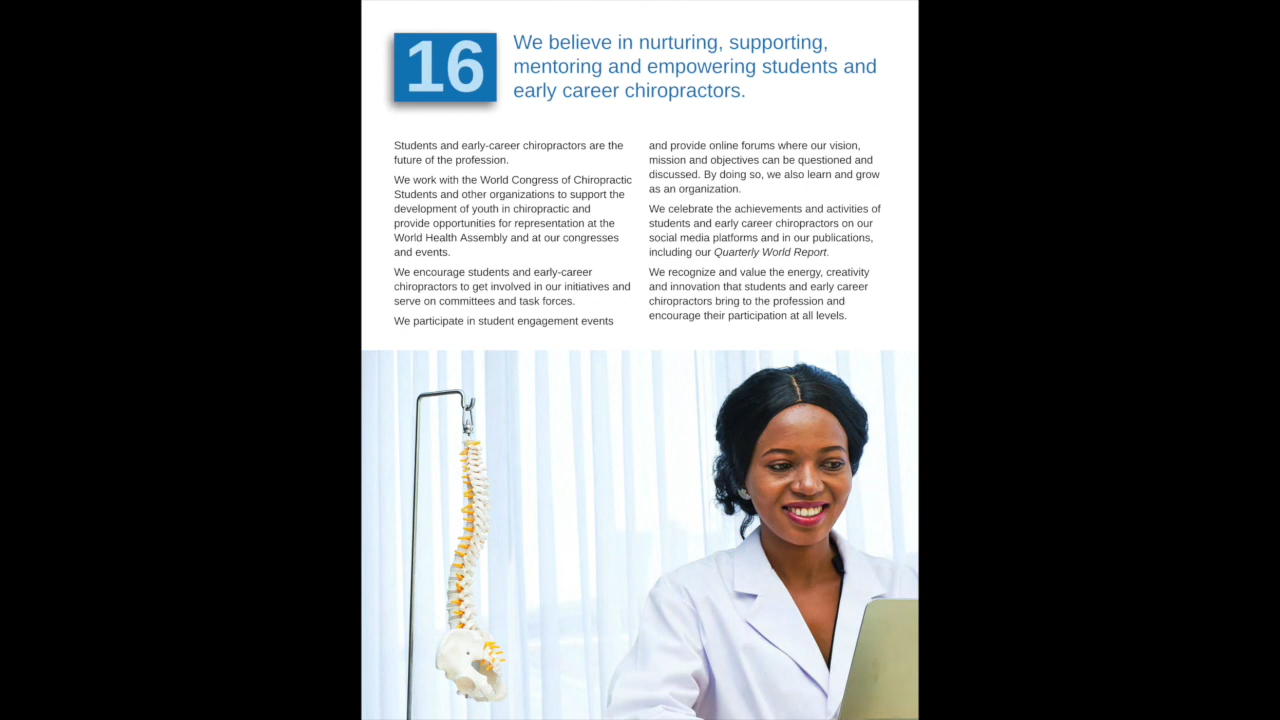 16
We believe in nurturing, supporting,
mentoring and empowering students and
early career chiropractors.
Students and early-career chiropractors are the
future of the profession.
We work with the World Congress of Chiropractic
Students and other organizations to support the
development of youth in chiropractic and
provide opportunities for representation at the
World Health Assembly and at our congresses
and events.
We encourage students and early-career
chiropractors to get involved in our initiatives and
serve on committees and task forces.
We participate in student engagement events
and provide online forums where our vision,
mission and objectives can be questioned and
discussed. By doing so, we also learn and grow
as an organization.
We celebrate the achievements and activities of
students and early career chiropractors on our
social media platforms and in our publications,
including our Quarterly World Report.
We recognize and value the energy, creativity
and innovation that students and early career
chiropractors bring to the profession and
encourage their participation at all levels.